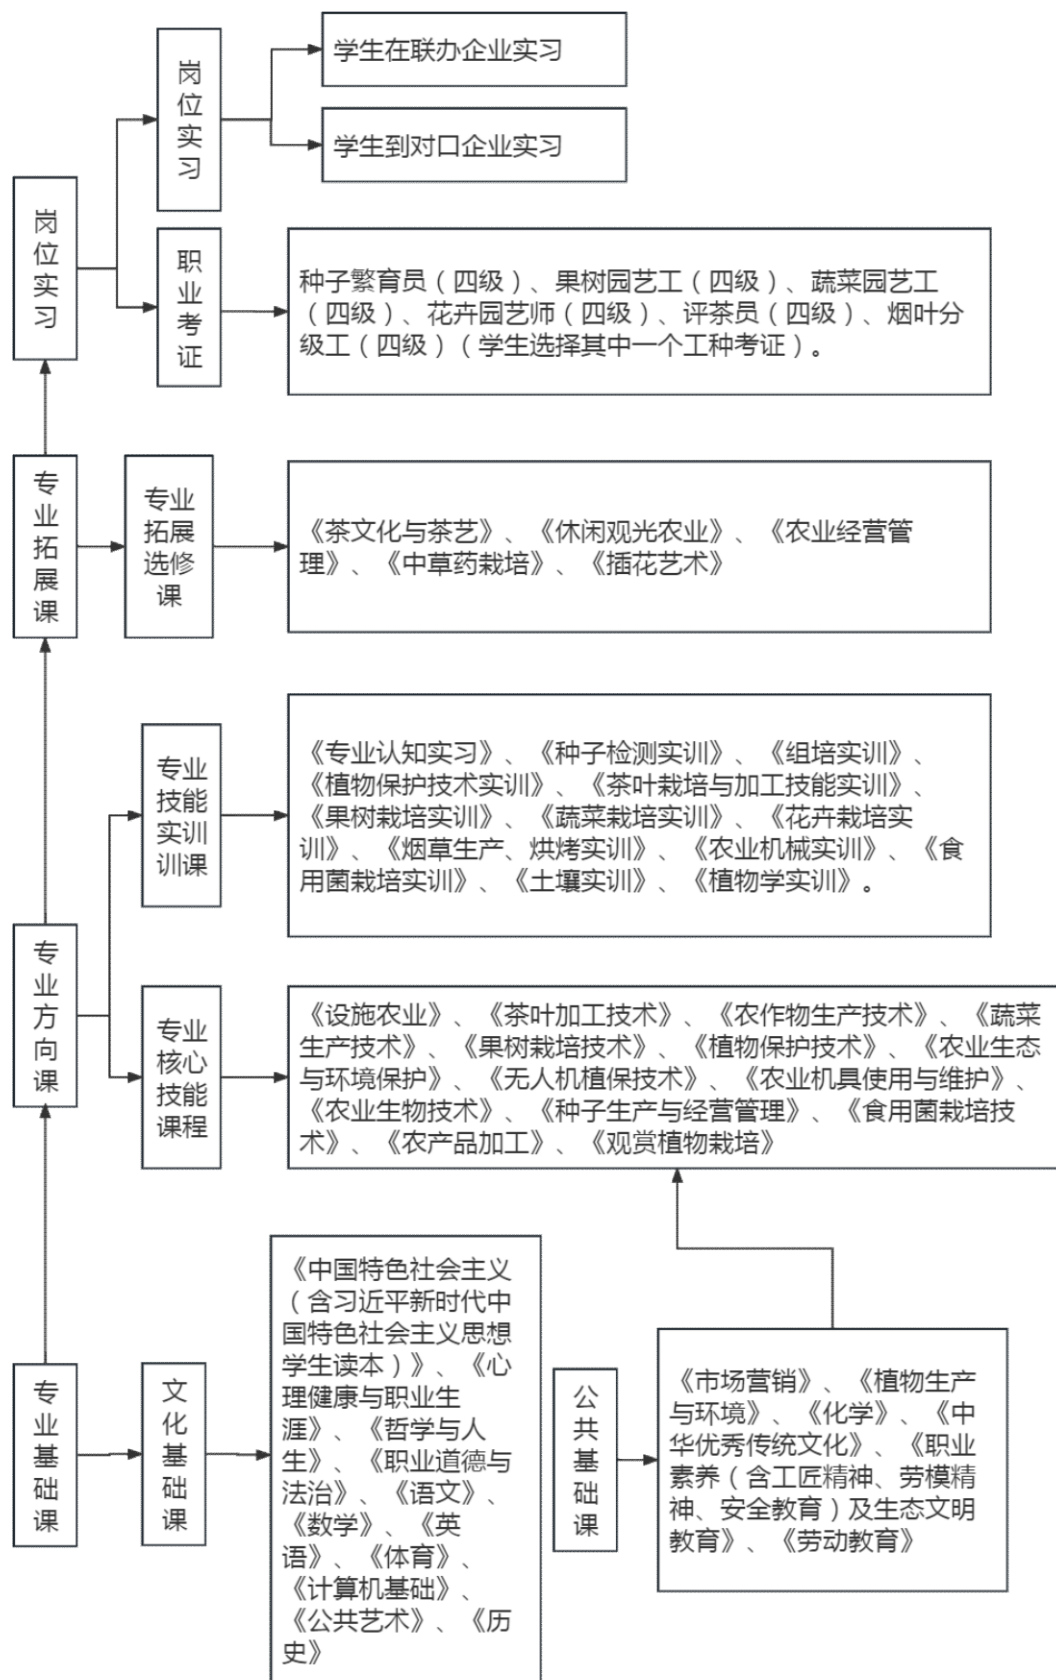 学生在联办企业实习
岗位实习
学生到对口企业实习
岗位实习
职业考证
种子繁育员（四级）、果树园艺工（四级）、蔬菜园艺工
（四级）、花卉园艺师（四级）、评茶员（四级）、烟叶分
级工（四级）（学生选择其中一个工种考证）。
专业拓展课
专业
拓展
选修
课
《茶文化与茶艺》、《休闲观光农业》、《农业经营管
理》、《中草药栽培》、《插花艺术》
专业
技能
实训
训课
《专业认知实习》、《种子检测实训》、《组培实训》、
《植物保护技术实训》、《茶叶栽培与加工技能实训》、
《果树栽培实训》、《蔬菜栽培实训》、《花卉栽培实
训》、《烟草生产、烘烤实训》、《农业机械实训》、《食
用菌栽培实训》、《土壤实训》、《植物学实训》。
专业方向课
专业
核心
技能
课程
《设施农业》、《茶叶加工技术》、《农作物生产技术》、《蔬菜
生产技术》、《果树栽培技术》、《植物保护技术》、《农业生态
与环境保护》、《无人机植保技术》、《农业机具使用与维护》、
《农业生物技术》、《种子生产与经营管理》、《食用菌栽培技
术》、《农产品加工》、《观赏植物栽培》
专业基础课
文化基础课
《中国特色社会主义
（含习近平新时代中
国特色社会主义思想
学生读本）》、《心
理健康与职业生
涯》、《哲学与人
生》、《职业道德与
法治》、《语文》、
《数学》、《英
语》、《体育》、
《计算机基础》、
《公共艺术》、《历
史》
公共基础课
《市场营销》、《植物生产
与环境》、《化学》、《中
华优秀传统文化》、《职业
素养（含工匠精神、劳模精
神、安全教育）及生态文明
教育》、《劳动教育》